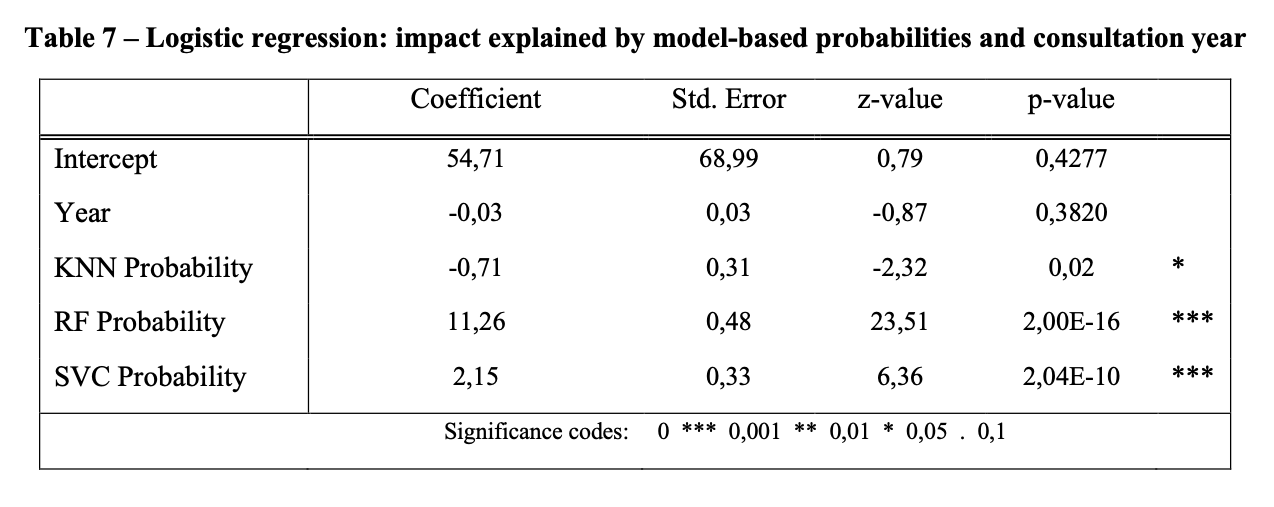 Table 7 – Logistic regression: impact explained by model-based probabilities and consultation year
Coefficient Std. Error z-value p-value
Intercept 54,71 68,99 0,79 0,4277
Year -0,03 0,03 -0,87 0,3820
KNN Probability -0,71 0,31 -2,32 0,02 *
RF Probability 11,26 0,48 23,51 2,00E-16 ***
SVC Probability 2,15 0,33 6,36 2,04E-10 ***
Significance codes: 0 *** 0,001 ** 0,01 * 0,05 . 0,1